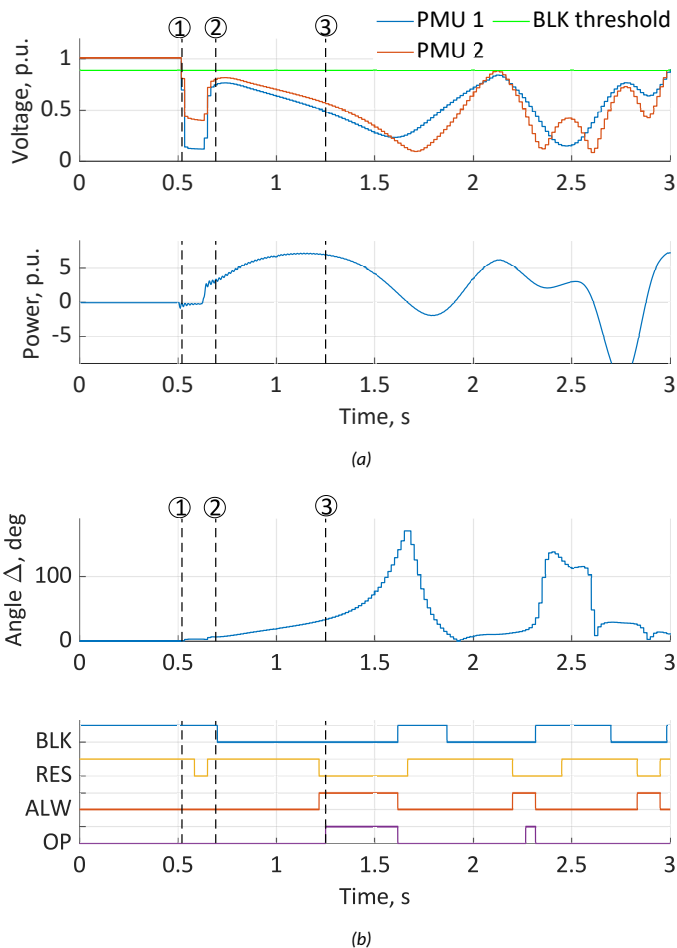 ① ② ③ PMU 1 BLK threshold
PMU 2
Voltage, p.u.
1
0.5
0
0 0.5 1 1.5 2 2.5 3
Power, p.u.
5
0
-5
0 0.5 1 1.5 2 2.5 3
Time, s
(a)
① ② ③
Angle Δ, deg
100
0
0 0.5 1 1.5 2 2.5 3
BLK
RES
ALW
OP
0 0.5 1 1.5 2 2.5 3
Time, s
(b)